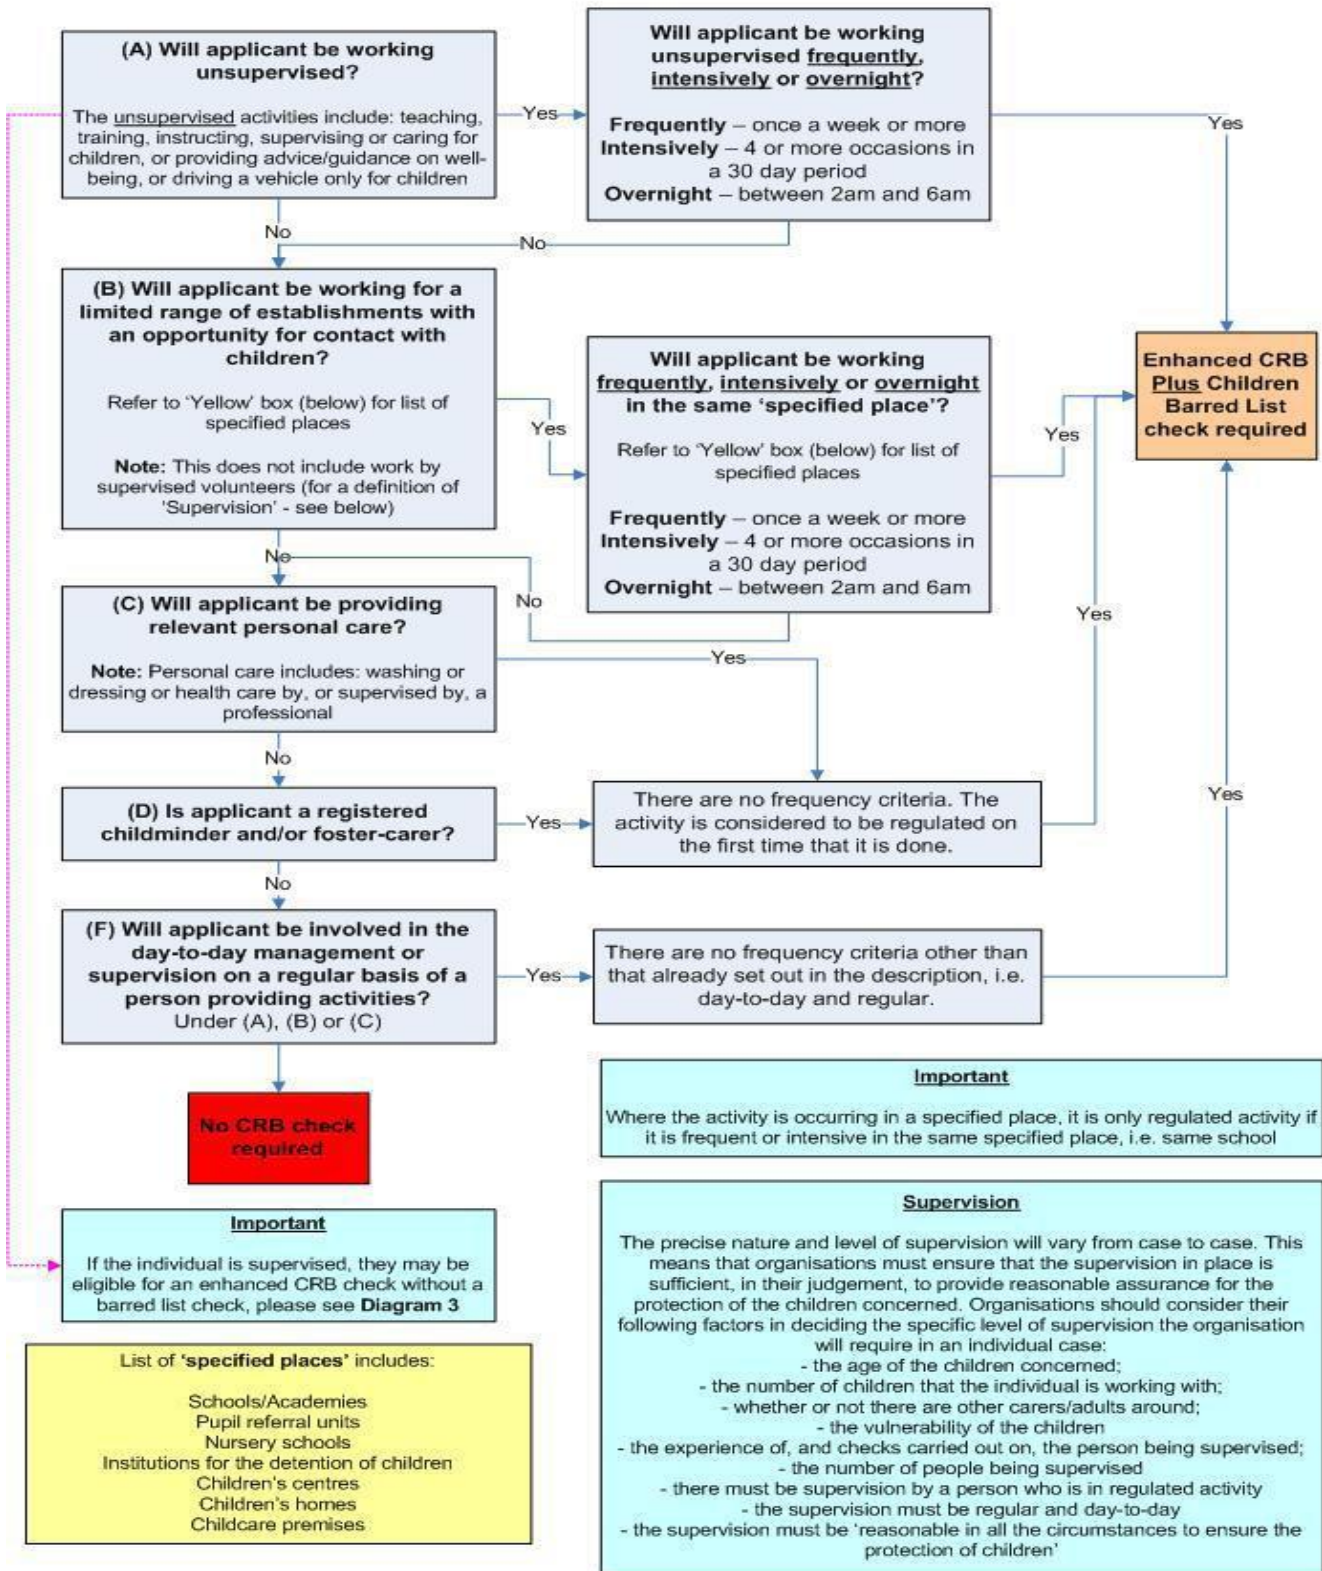 (A) Will applicant be working
unsupervised?
The unsupervised activities include: teaching,
training, instructing, supervising or caring for
children, or providing advice/guidance on well-
being, or driving a vehicle only for children
Yes
Will applicant be working
unsupervised frequently,
intensively or overnight?
Frequently – once a week or more
Intensively – 4 or more occasions in
a 30 day period
Overnight – between 2am and 6am
Yes
No
No
(B) Will applicant be working for a
limited range of establishments with
an opportunity for contact with
children?
Refer to 'Yellow' box (below) for list of
specified places
Note: This does not include work by
supervised volunteers (for a definition of
'Supervision' - see below)
Yes
Will applicant be working
frequently, intensively or overnight
in the same 'specified place'?
Refer to 'Yellow' box (below) for list of
specified places
Frequently – once a week or more
Intensively – 4 or more occasions in
a 30 day period
Overnight – between 2am and 6am
Yes
Enhanced CRB
Plus Children
Barred List
check required
No
No
(C) Will applicant be providing
relevant personal care?
Note: Personal care includes: washing or
dressing or health care by, or supervised by, a
professional
Yes
Yes
No
(D) Is applicant a registered
childminder and/or foster-carer?
Yes
There are no frequency criteria. The
activity is considered to be regulated on
the first time that it is done.
Yes
No
(F) Will applicant be involved in the
day-to-day management or
supervision on a regular basis of a
person providing activities?
Under (A), (B) or (C)
Yes
There are no frequency criteria other than
that already set out in the description, i.e.
day-to-day and regular.
No CRB check
required
Important
Where the activity is occurring in a specified place, it is only regulated activity if
it is frequent or intensive in the same specified place, i.e. same school
Important
If the individual is supervised, they may be
eligible for an enhanced CRB check without a
barred list check, please see Diagram 3
Supervision
The precise nature and level of supervision will vary from case to case. This
means that organisations must ensure that the supervision in place is
sufficient, in their judgement, to provide reasonable assurance for the
protection of the children concerned. Organisations should consider their
following factors in deciding the specific level of supervision the organisation
will require in an individual case:
- the age of the children concerned;
- the number of children that the individual is working with;
- whether or not there are other carers/adults around;
- the vulnerability of the children
- the experience of, and checks carried out on, the person being supervised;
- the number of people being supervised
- there must be supervision by a person who is in regulated activity
- the supervision must be regular and day-to-day
- the supervision must be 'reasonable in all the circumstances to ensure the
protection of children'
List of 'specified places' includes:
Schools/Academies
Pupil referral units
Nursery schools
Institutions for the detention of children
Children's centres
Children's homes
Childcare premises